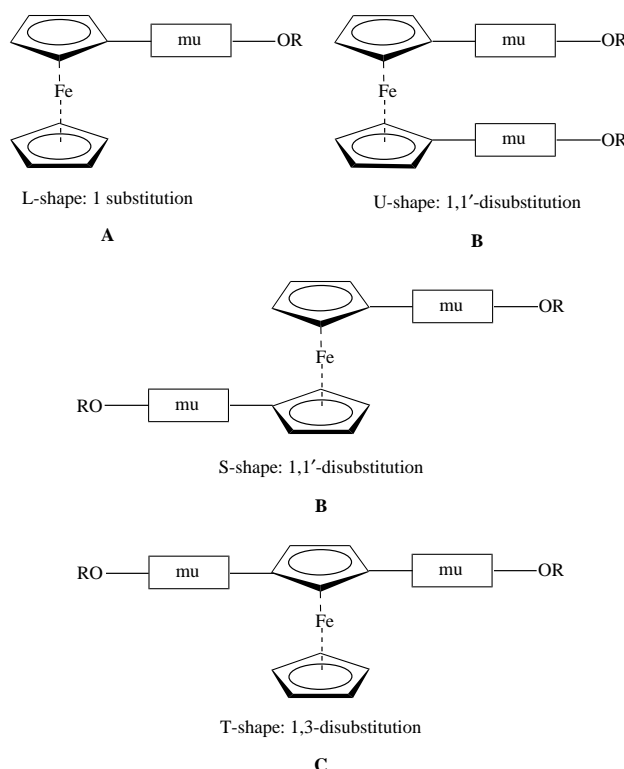 mu OR mu OR
Fe Fe
mu OR
L-shape: 1 substitution U-shape: 1,1′-disubstitution
A B
mu OR
Fe
RO mu
S-shape: 1,1′-disubstitution
B
RO mu mu OR
Fe
T-shape: 1,3-disubstitution
C